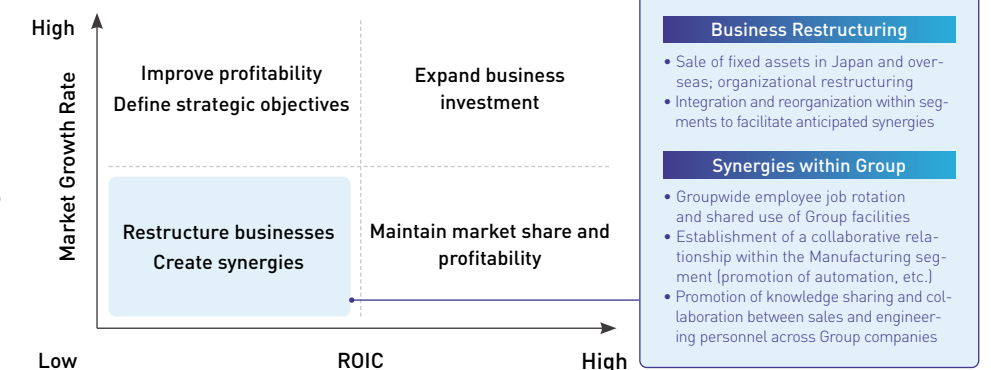 High
Market Growth Rate
Improve profitability
Define strategic objectives
Expand business
investment
Restructure businesses
Create synergies
Maintain market share and
profitability
Low
ROIC
High
Business Restructuring
• Sale of fixed assets in Japan and over-
seas; organizational restructuring
• Integration and reorganization within seg-
ments to facilitate anticipated synergies
Synergies within Group
• Groupwide employee job rotation
and shared use of Group facilities
• Establishment of a collaborative rela-
tionship within the Manufacturing seg-
ment (promotion of automation, etc.)
• Promotion of knowledge sharing and col-
laboration between sales and engineer-
ing personnel across Group companies